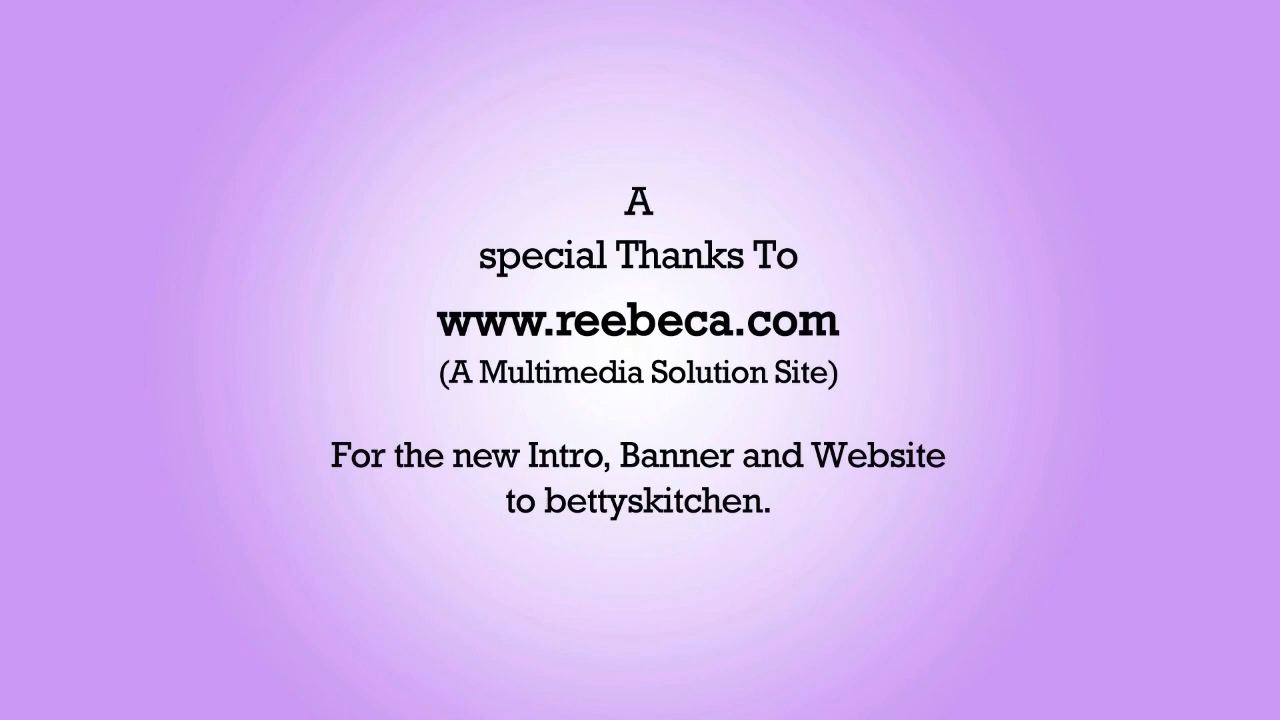 A
special Thanks To
www.reebeca.com
(A Multimedia Solution Site)
For the new Intro, Banner and Website
to bettyskitchen.